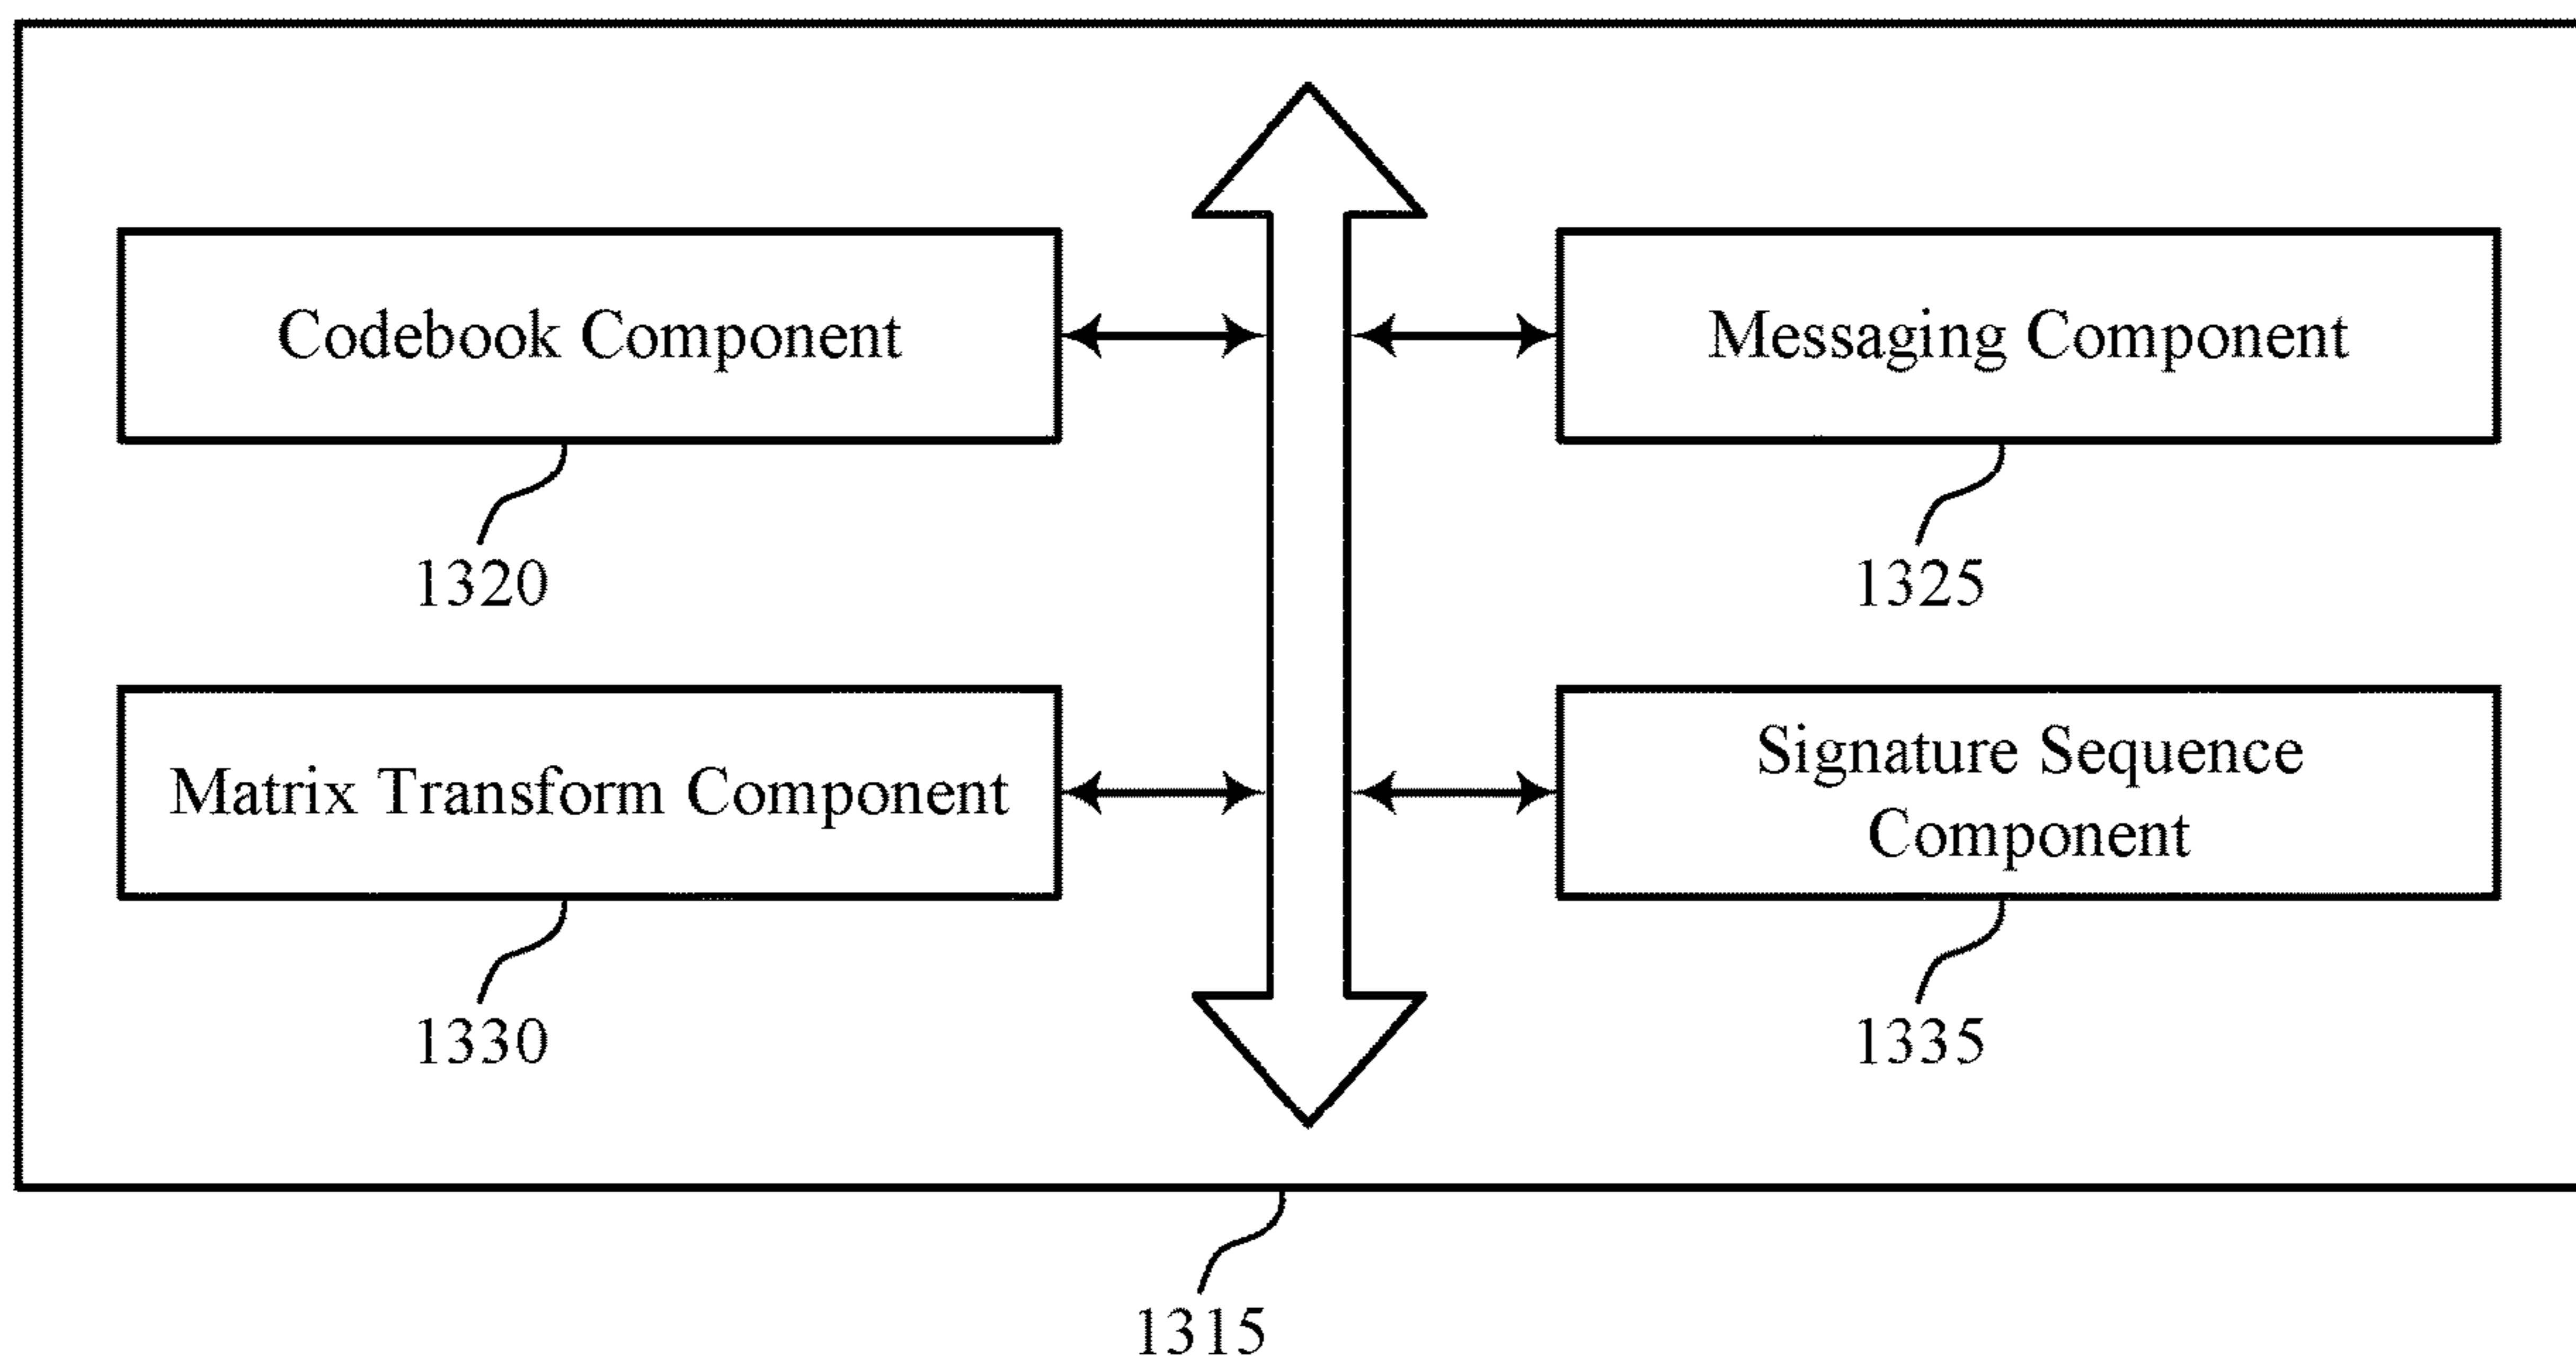 Codebook Component
Messaging Component
1320
1325
Matrix Transform Component
Signature Sequence
Component
1330
1335
1315